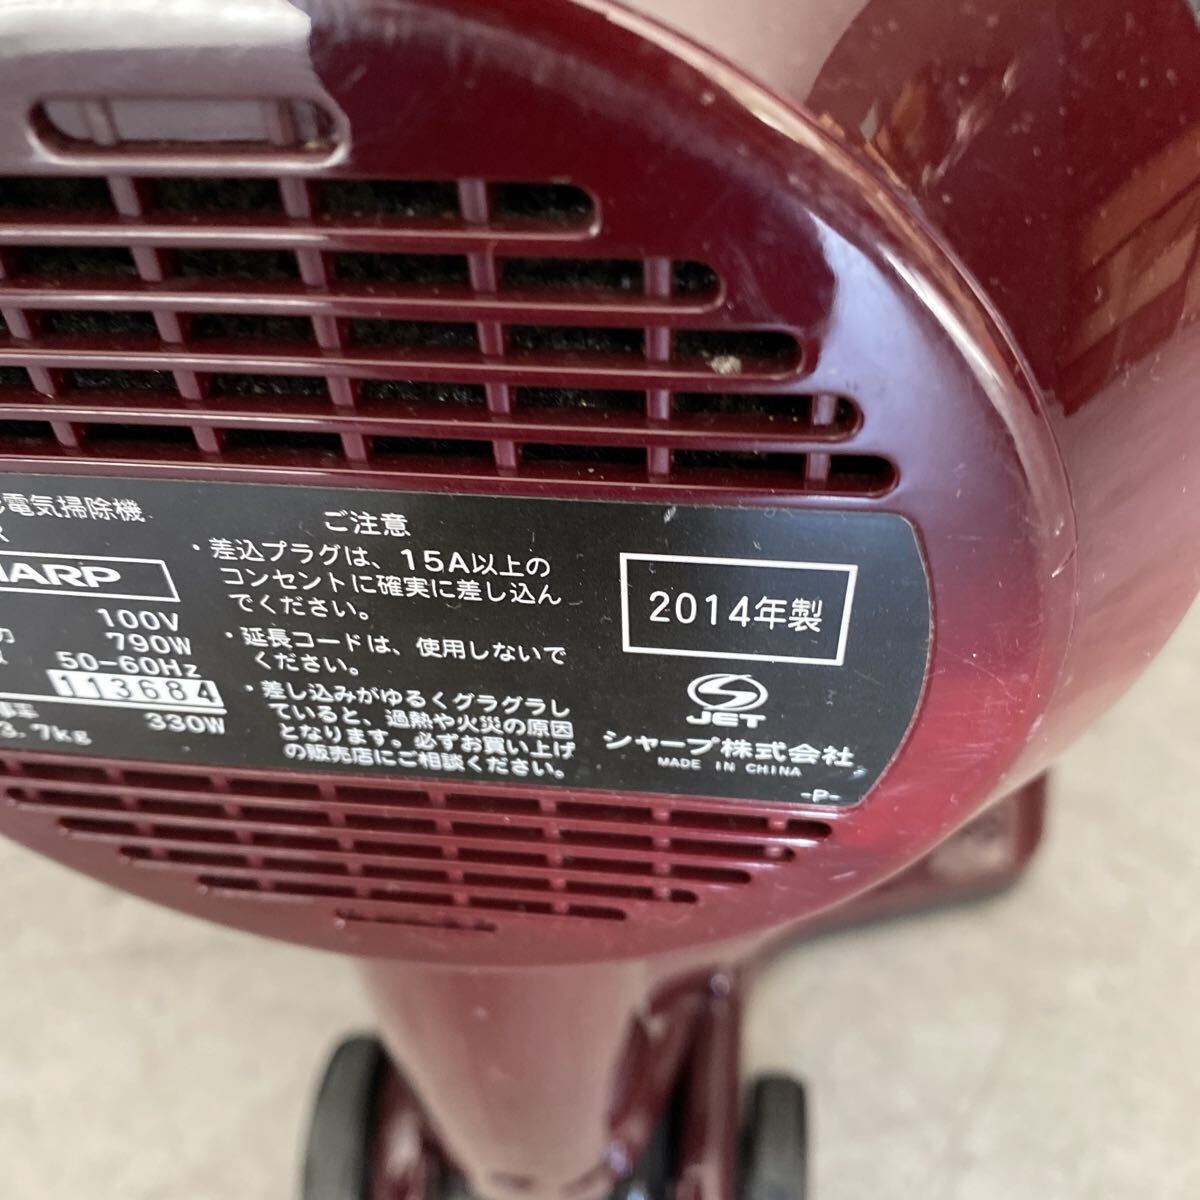 電気掃除機
100V
790W
50-60Hz
113684
330W
3.7kg
ご注意
・差込プラグは、15A以上の
コンセントに確実に差し込ん
でください。
・延長コードは、使用しないで
ください。
・差し込みがゆるくグラグラし
ていると、過熱や火災の原因
となります。必ずお買い上げ
の販売店にご相談ください。
2014年製
JET
シャープ株式会社
MADE IN CHINA
-P-